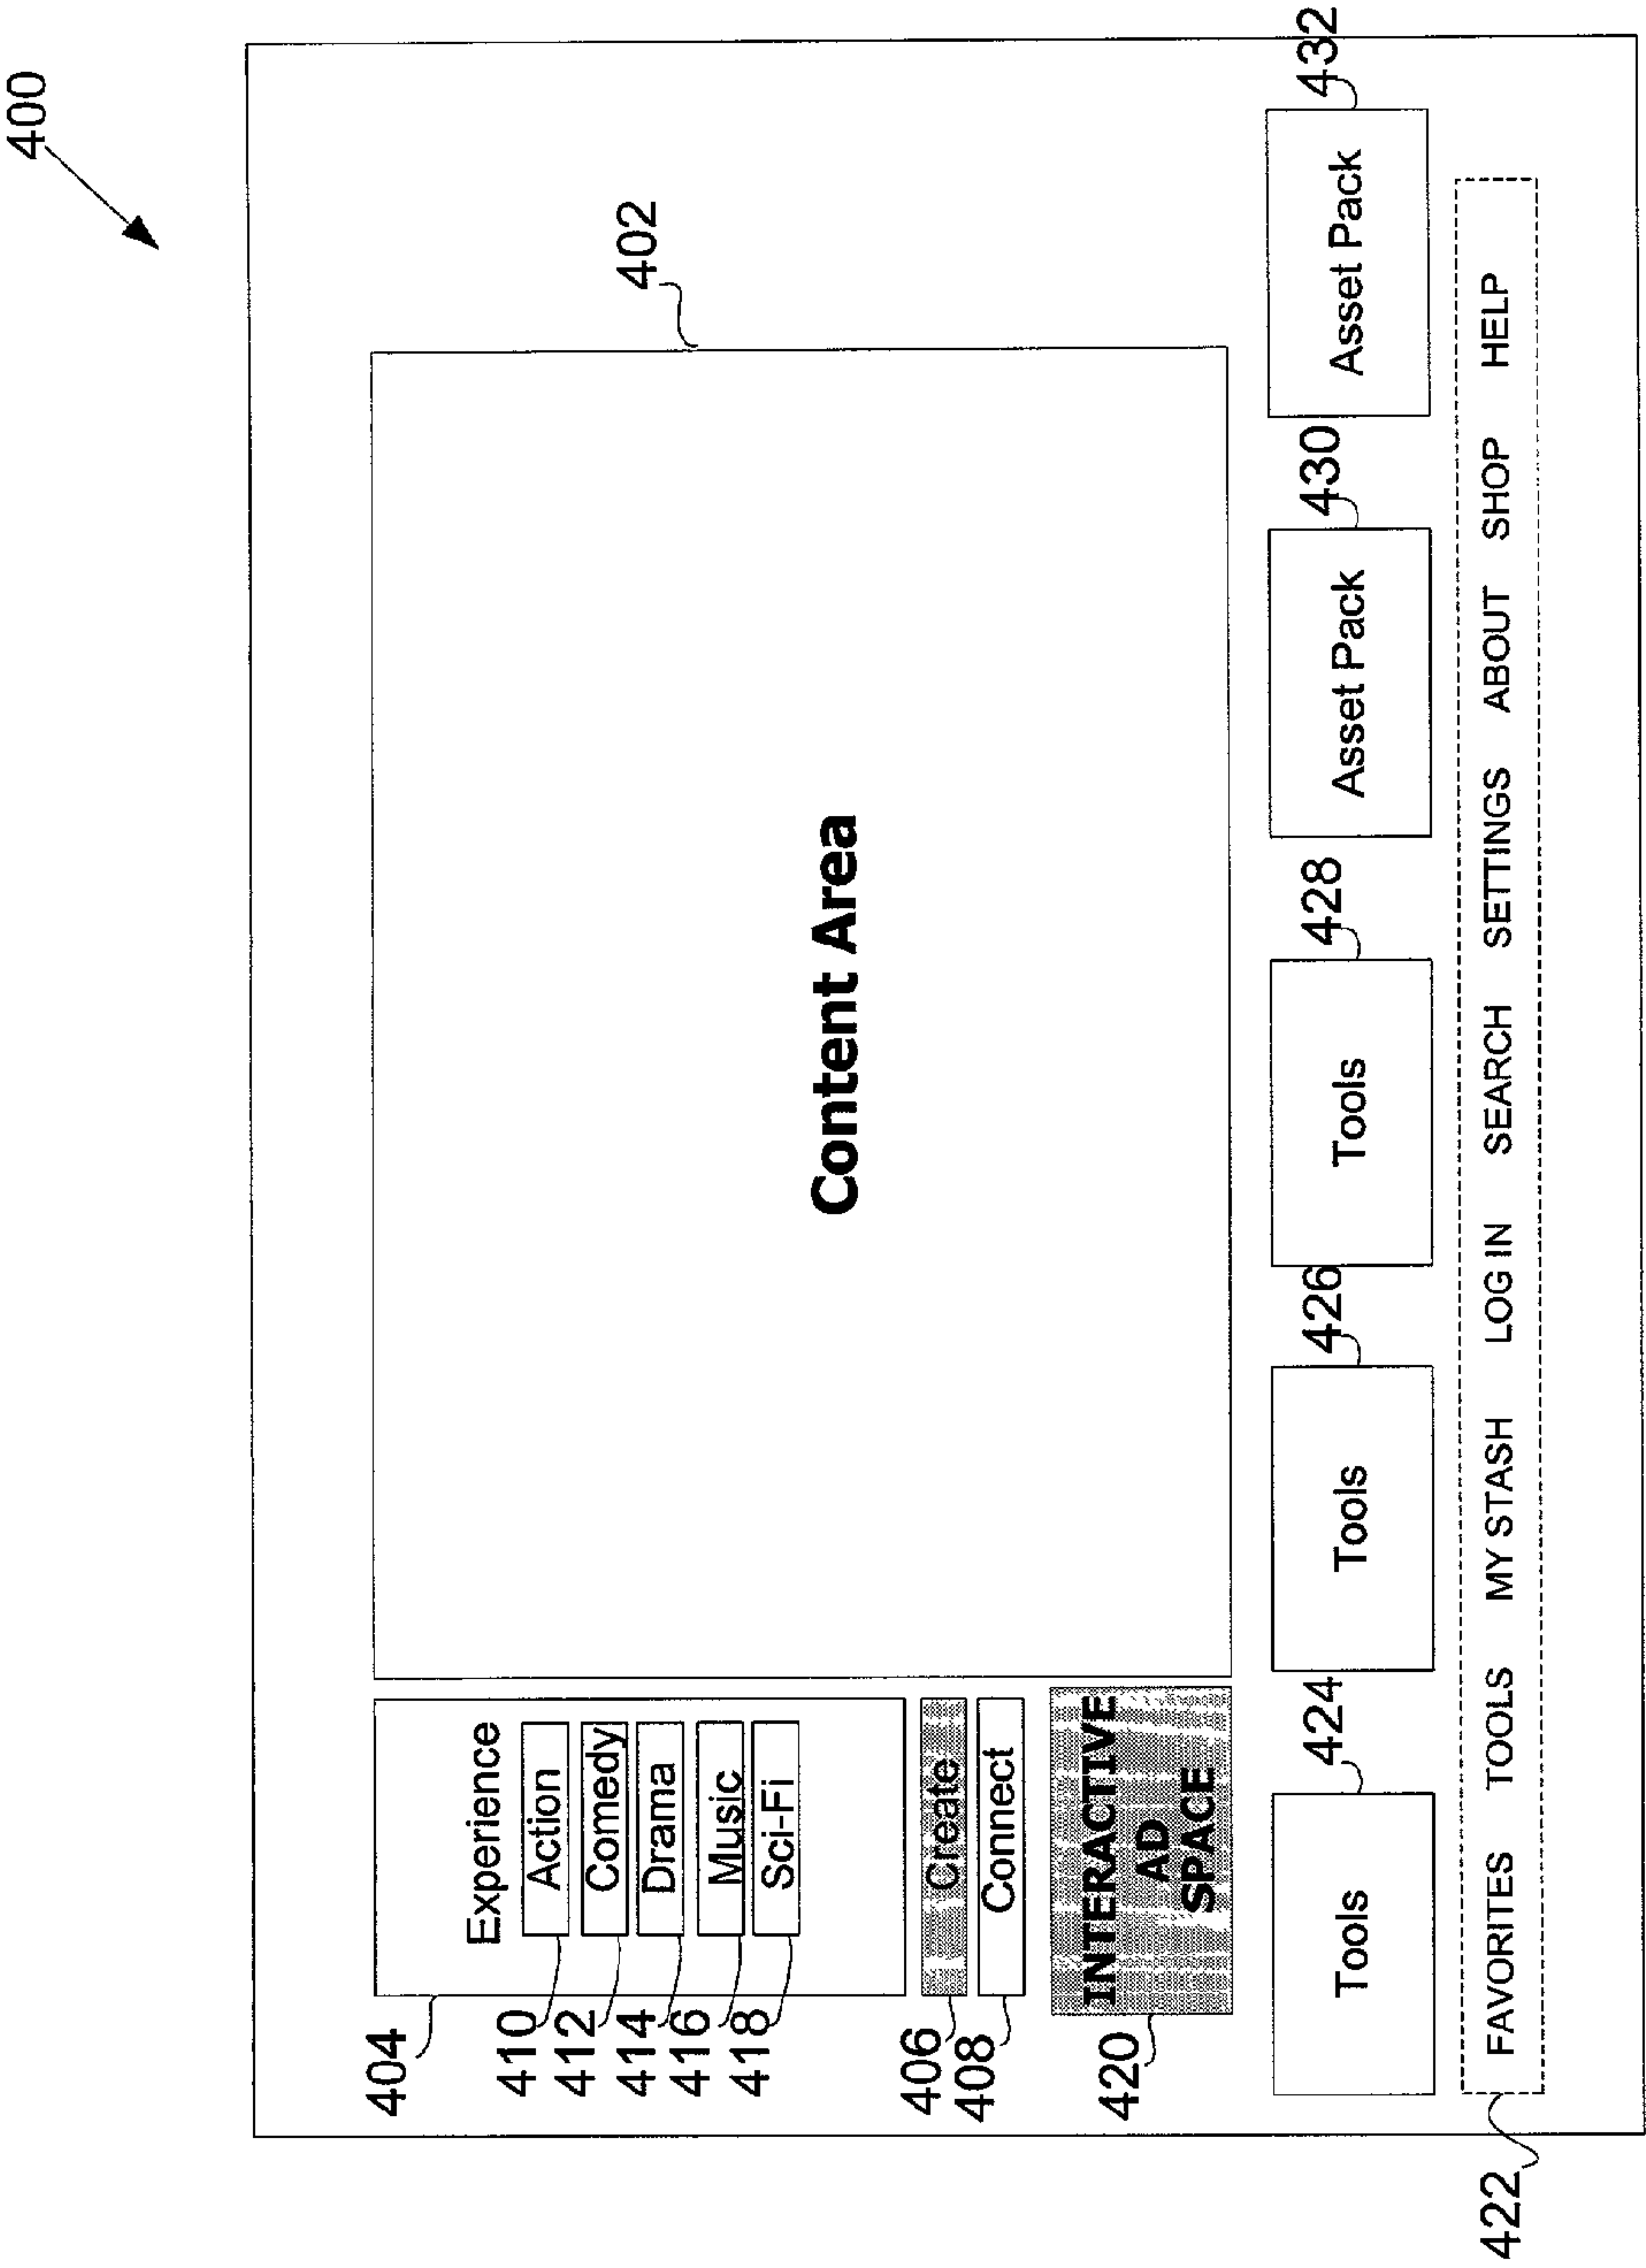 400
402
Content Area
404
Experience
410
Action
412
Comedy
414
Drama
416
Music
418
Sci-Fi
406
Create
408
Connect
420
INTERACTIVE
AD
SPACE
424
Tools
426
Tools
428
Tools
430
Asset Pack
432
Asset Pack
422
FAVORITES TOOLS MY STASH LOG IN SEARCH SETTINGS ABOUT SHOP HELP